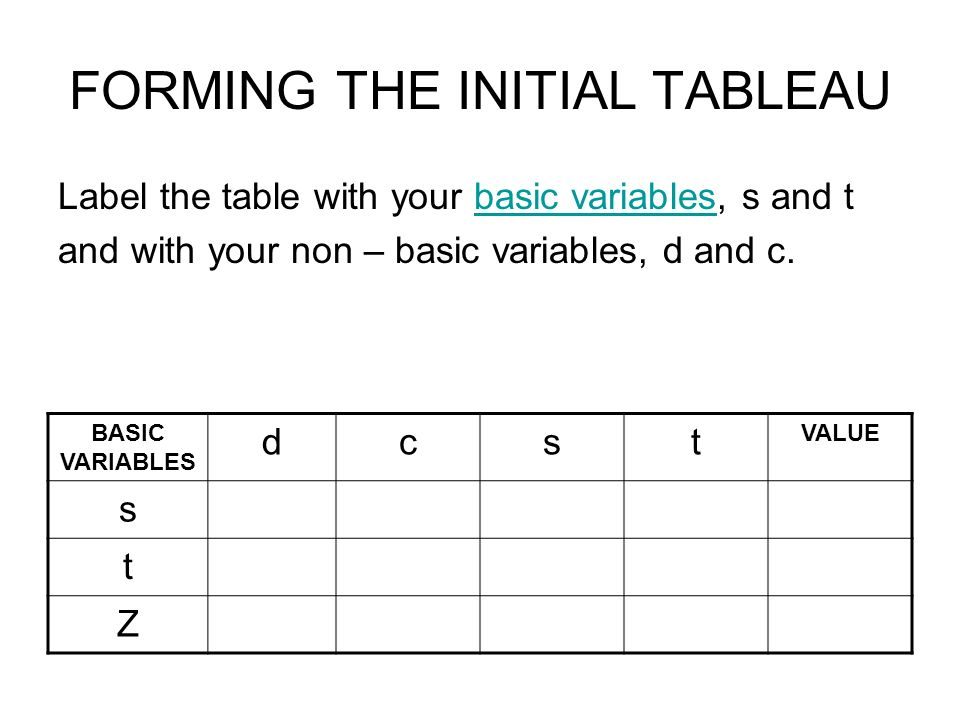 FORMING THE INITIAL TABLEAU
Label the table with your basic variables, s and t
and with your non – basic variables, d and c.
BASIC
VARIABLES
d
c
s
t
VALUE
s
t
Z